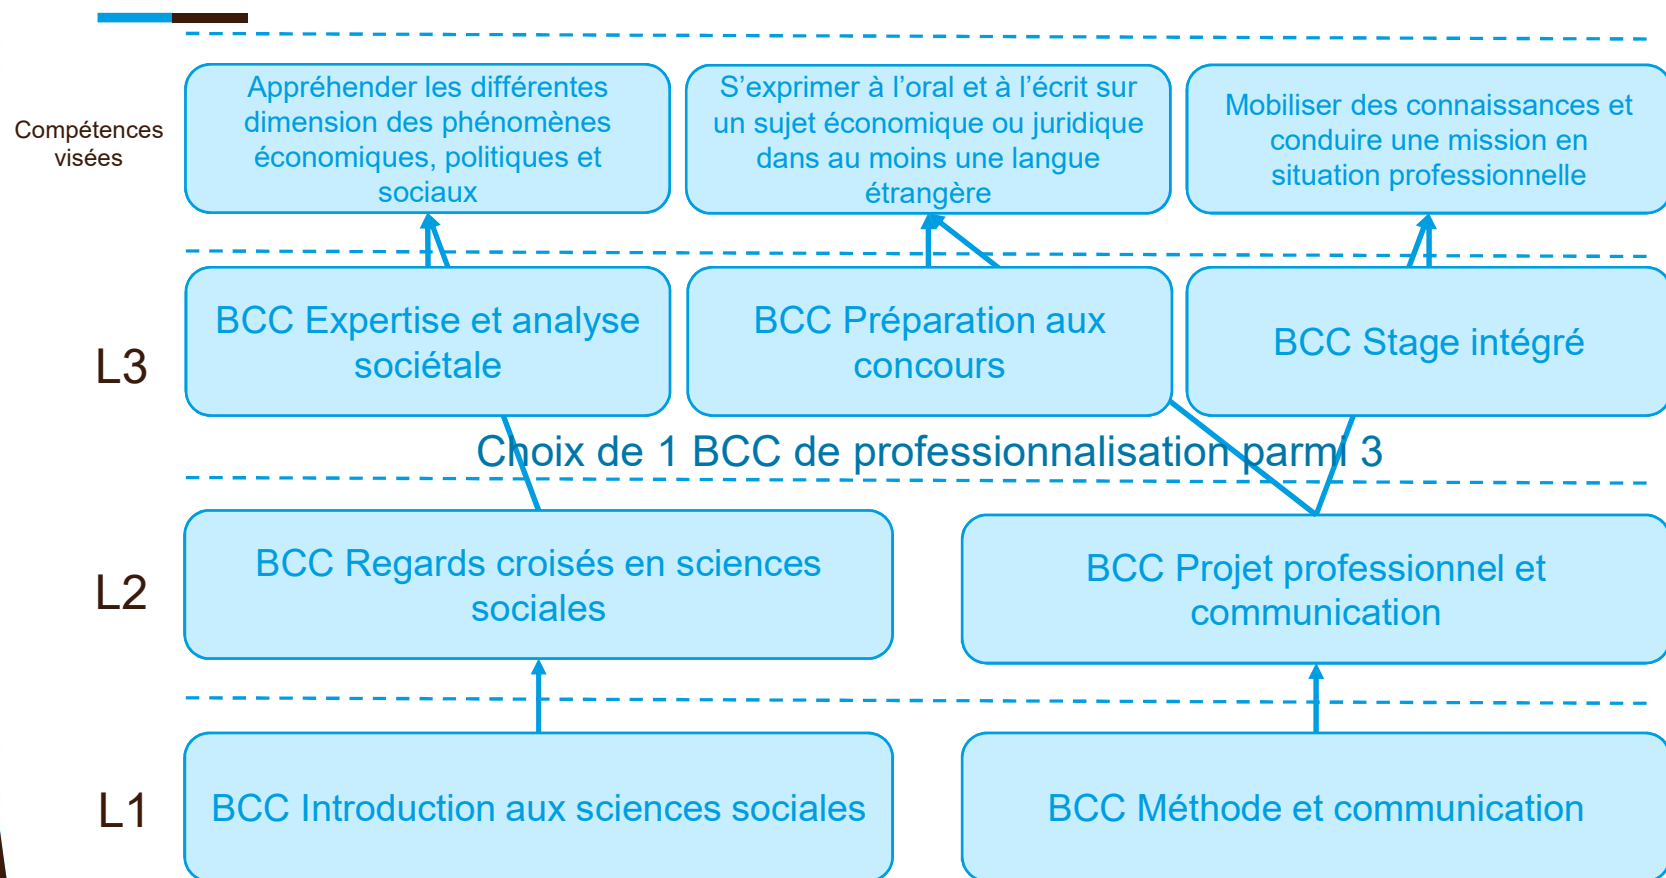 Compétences
visées
Appréhender les différentes
dimension des phénomènes
économiques, politiques et
sociaux
S’exprimer à l’oral et à l’écrit sur
un sujet économique ou juridique
dans au moins une langue
étrangère
Mobiliser des connaissances et
conduire une mission en
situation professionnelle
L3
BCC Expertise et analyse
sociétale
BCC Préparation aux
concours
BCC Stage intégré
Choix de 1 BCC de professionnalisation parmi 3
L2
BCC Regards croisés en sciences
sociales
BCC Projet professionnel et
communication
L1
BCC Introduction aux sciences sociales
BCC Méthode et communication